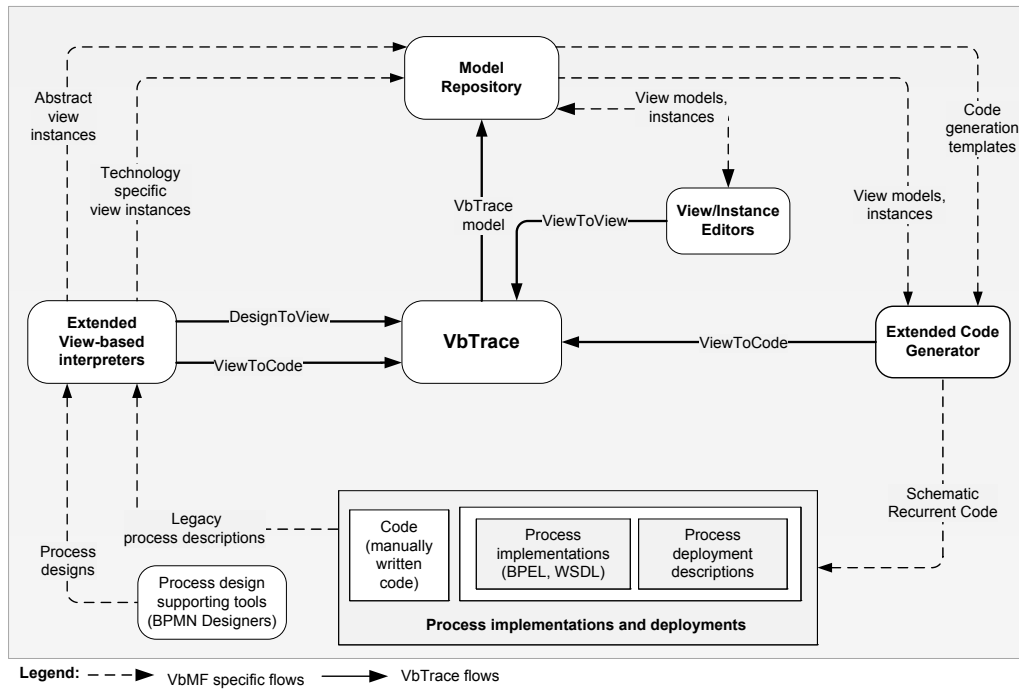 Model
Repository
Abstract
view
instances
Technology
specific
view instances
View models,
instances
Code
generation
templates
VbTrace
model
ViewToView
View/Instance
Editors
View models,
instances
Extended
View-based
interpreters
DesignToView
ViewToCode
VbTrace
ViewToCode
Extended Code
Generator
Legacy
process descriptions
Process
designs
Process design
supporting tools
(BPMN Designers)
Code
(manually
written
code)
Process
implementations
(BPEL, WSDL)
Process
deployment
descriptions
Process implementations and deployments
Schematic
Recurrent Code
Legend: VbMF specific flows VbTrace flows